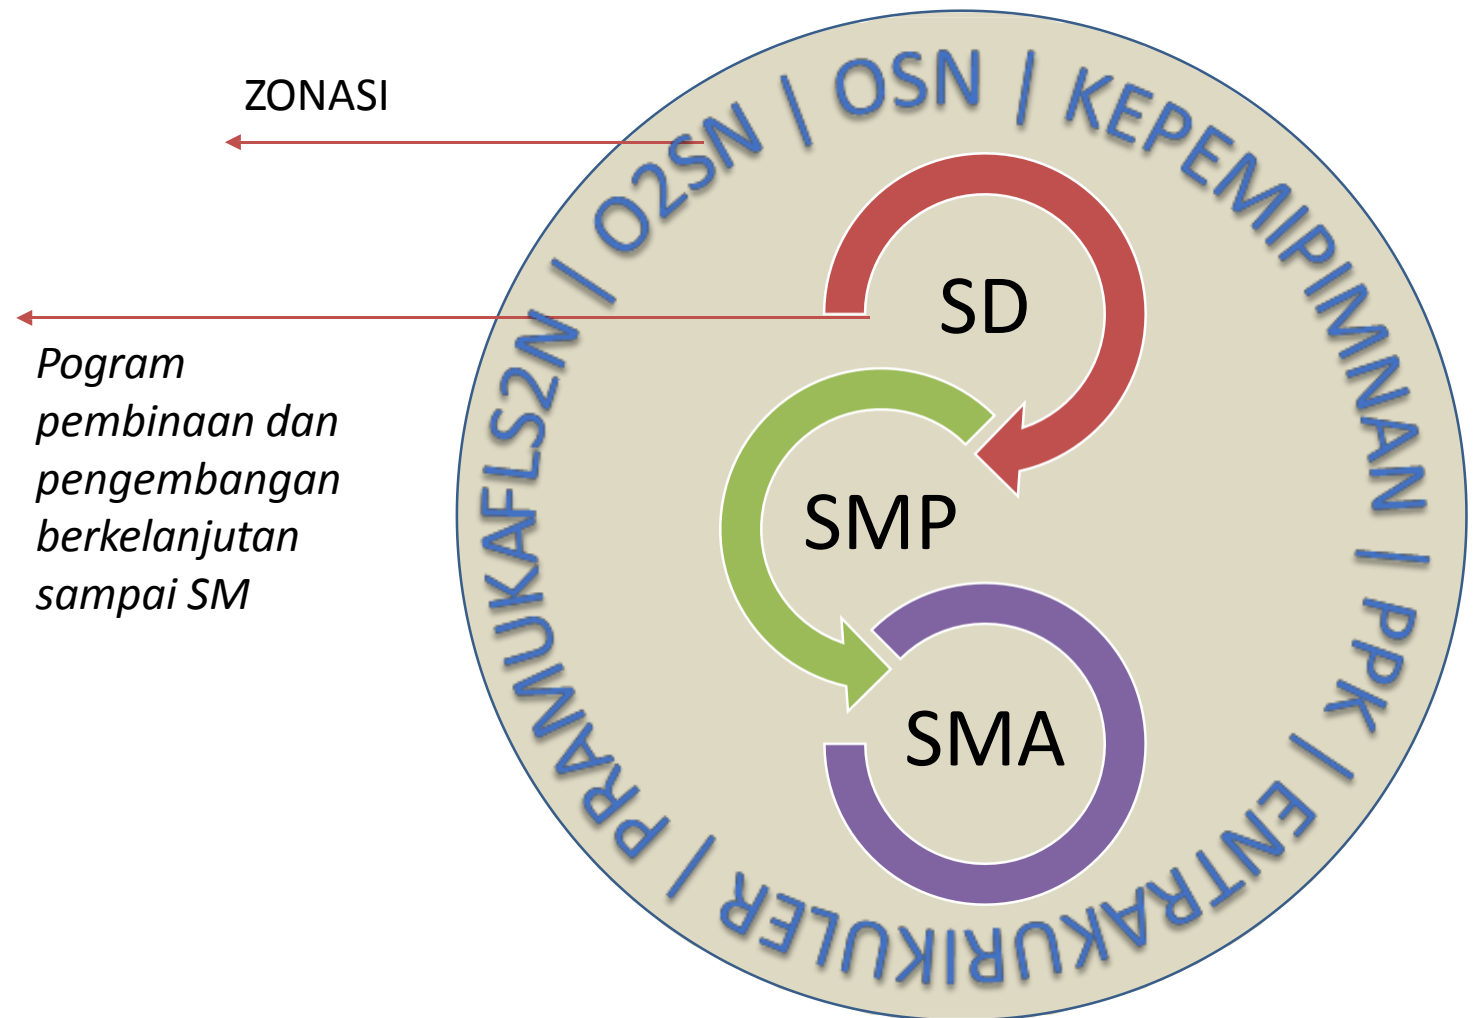 ZONASI
Pogram
pembinaan dan
pengembangan
berkelanjutan
sampai SM
PRAMUKAFLS2N | O2SN | OSN | KEPEMIPIMNAN | PPK | ENTRAKURIKULER |
SD
SMP
SMA